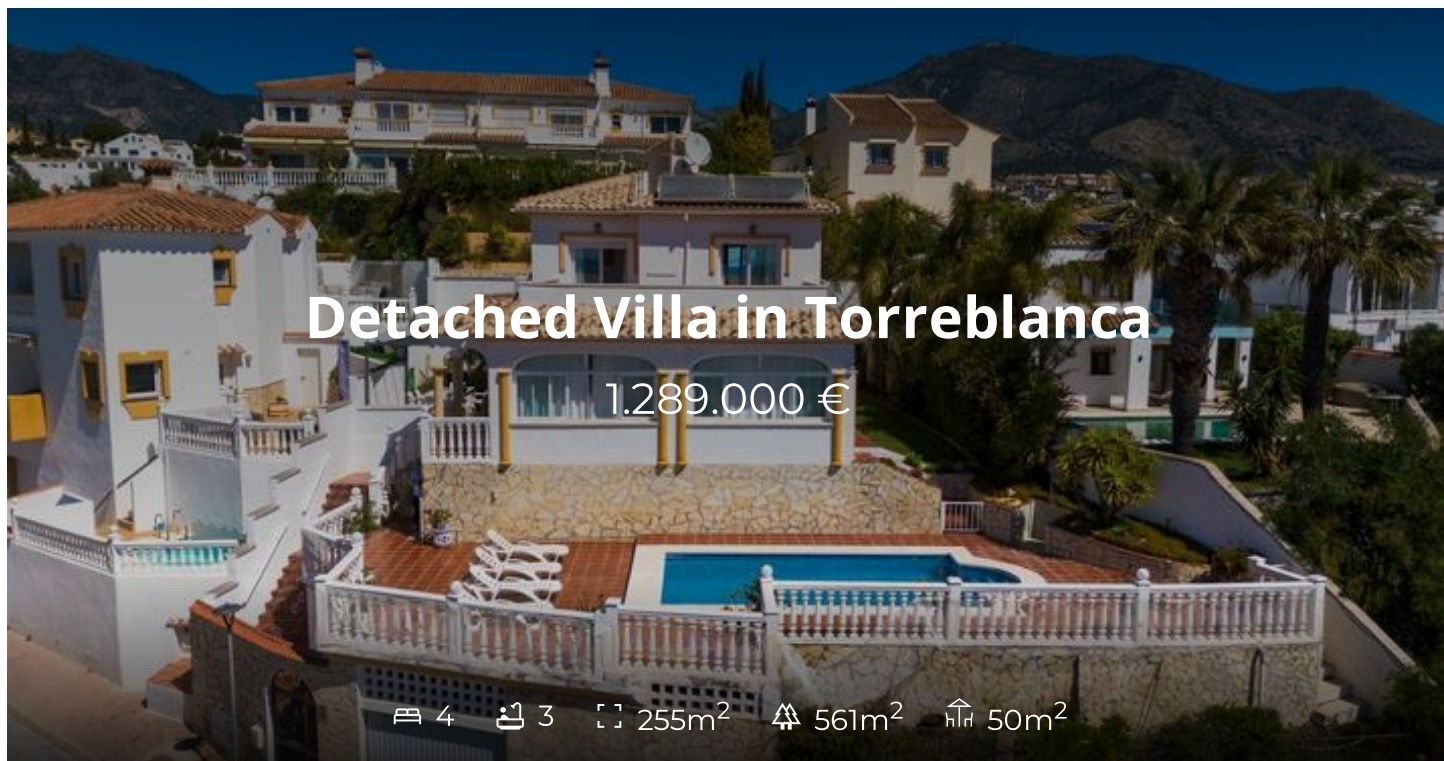 Detached Villa in Torreblanca
1.289.000 €
4 3 255m² 561m² 50m²